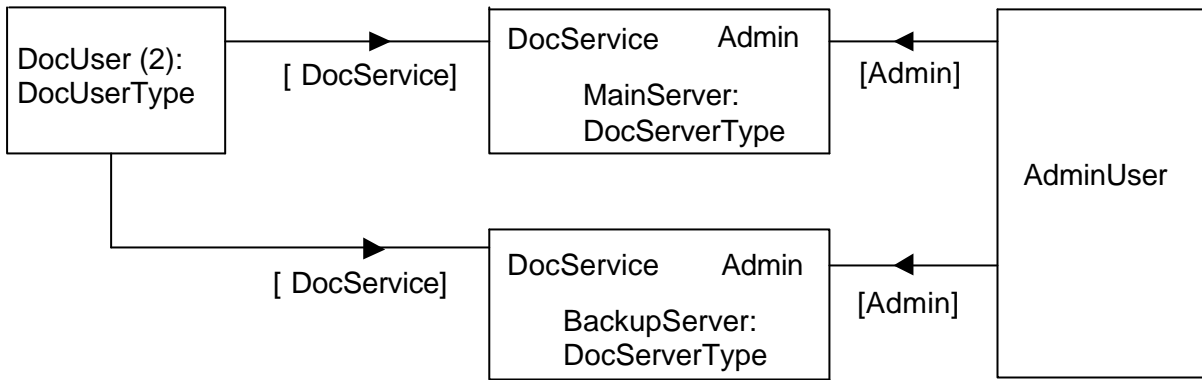 DocUser (2):
DocUserType
[ DocService]
DocService Admin
MainServer:
DocServerType
[Admin]
AdminUser
[ DocService]
DocService Admin
BackupServer:
DocServerType
[Admin]